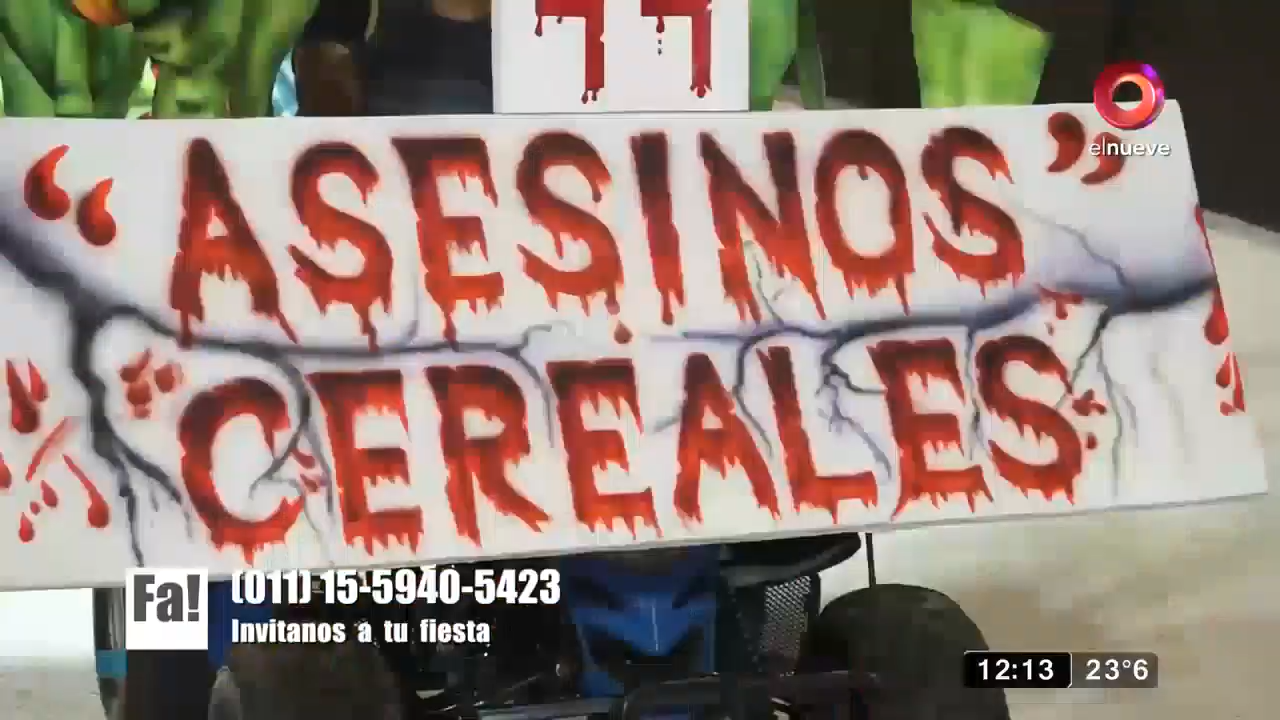 elnueve
“ASESINOS”
CEREALES
Fa!
(011) 15-5940-5423
Invitanos a tu fiesta
12:13 23°6